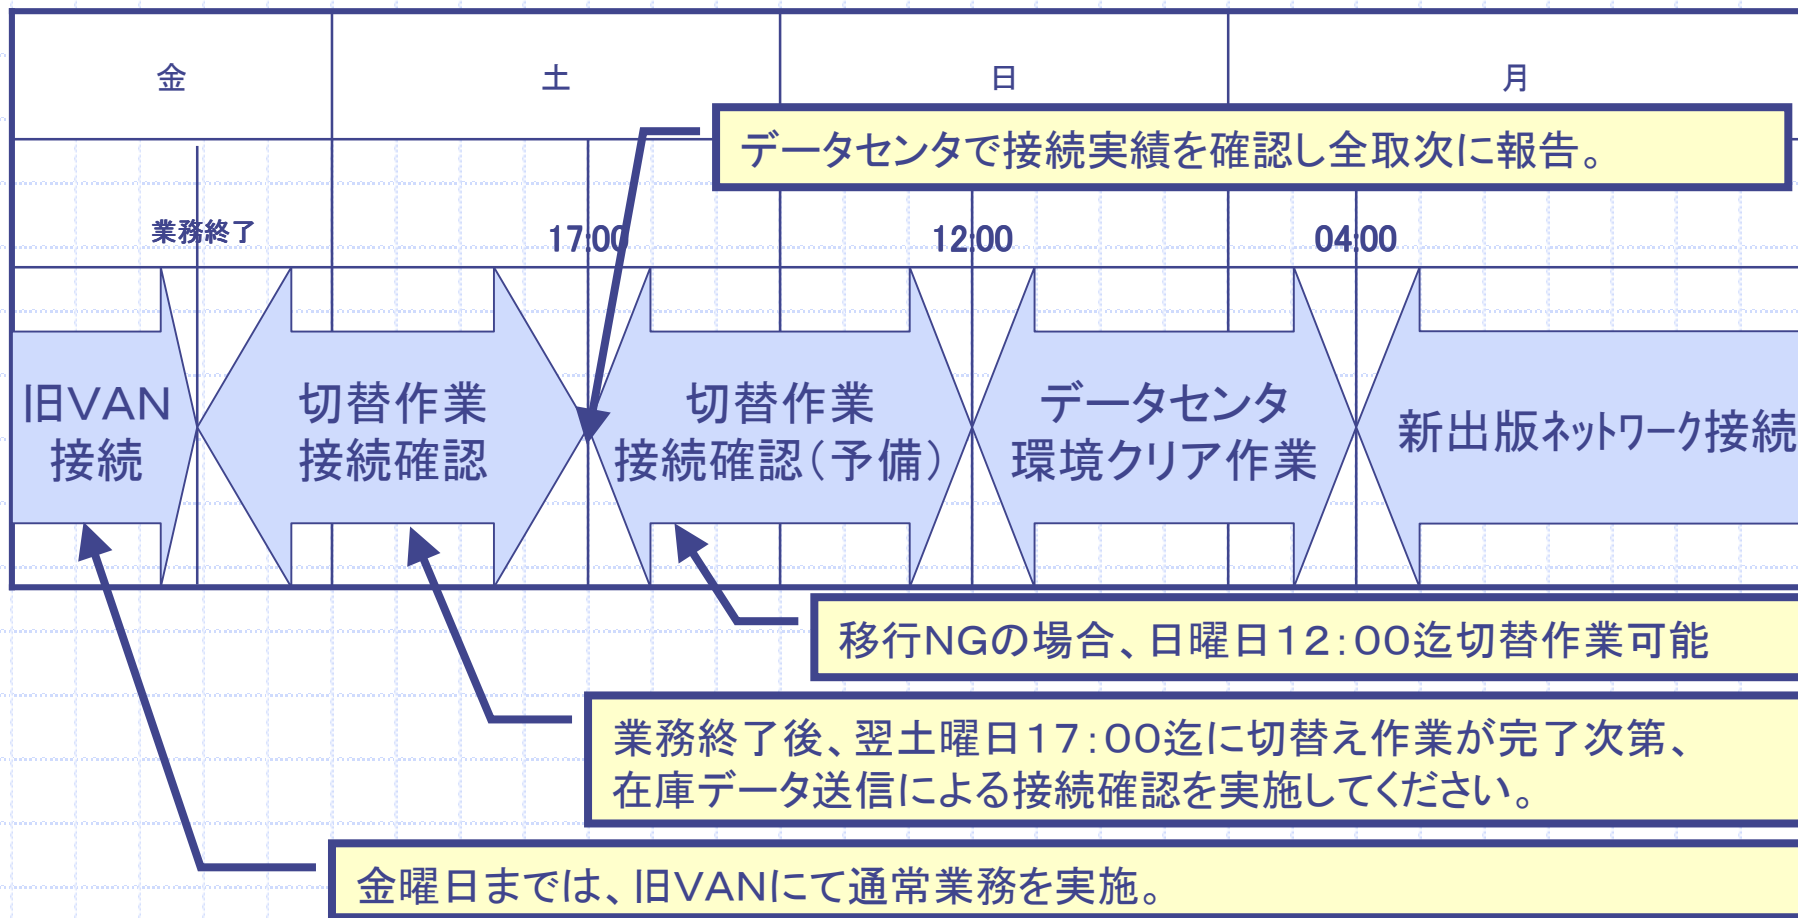 金 土 日 月
データセンタで接続実績を確認し全取次に報告。
業務終了 17:00 12:00 04:00
旧VAN
接続
切替作業
接続確認
切替作業
接続確認(予備)
データセンタ
環境クリア作業
新出版ネットワーク接続
移行NGの場合、日曜日12:00迄切替作業可能
業務終了後、翌土曜日17:00迄に切替え作業が完了次第、
在庫データ送信による接続確認を実施してください。
金曜日までは、旧VANにて通常業務を実施。